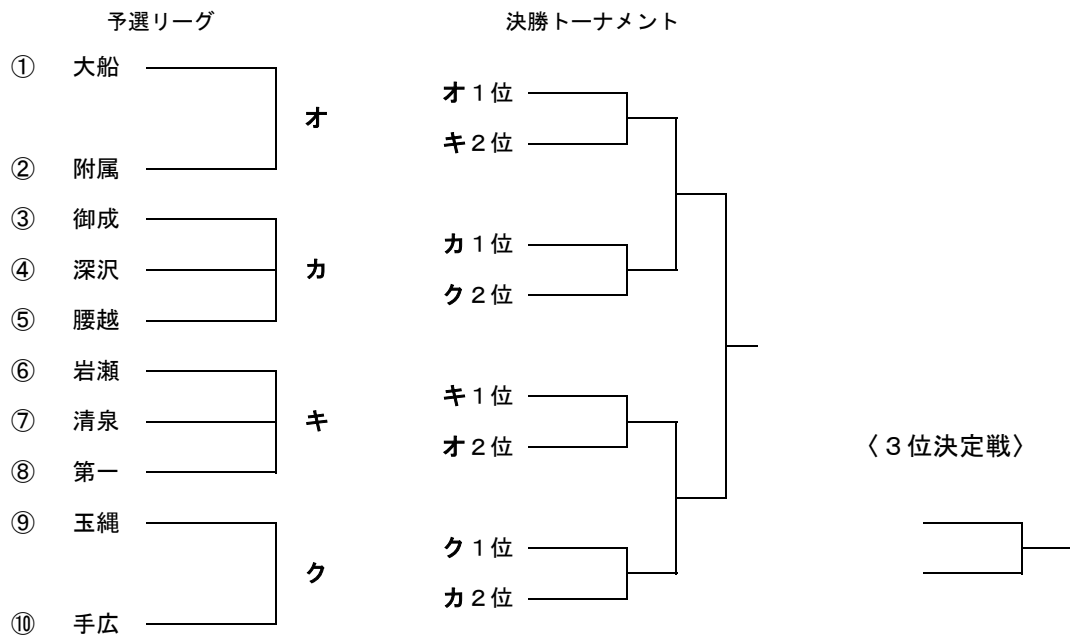 予選リーグ
① 大船
オ
② 附属
③ 御成
④ 深沢 カ
⑤ 腰越
⑥ 岩瀬
⑦ 清泉 キ
⑧ 第一
⑨ 玉縄
ク
⑩ 手広
決勝トーナメント
オ1位
キ2位
カ1位
ク2位
キ1位
オ2位
ク1位
カ2位
〈3位決定戦〉